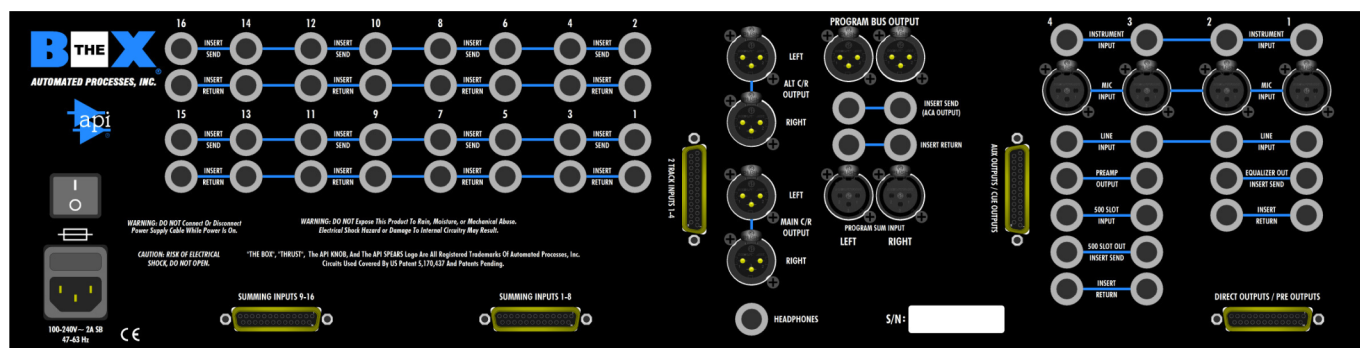 B THE X®
AUTOMATED PROCESSES, INC.
api
16 14 12 10 8 6 4 2
INSERT SEND INSERT SEND INSERT SEND INSERT SEND
INSERT RETURN INSERT RETURN INSERT RETURN INSERT RETURN
15 13 11 9 7 5 3 1
INSERT SEND INSERT SEND INSERT SEND INSERT SEND
INSERT RETURN INSERT RETURN INSERT RETURN INSERT RETURN
I
O
WARNING: DO NOT Connect Or Disconnect
Power Supply Cable While Power Is On.
WARNING: DO NOT Expose This Product To Rain, Moisture, or Mechanical Abuse.
Electrical Shock Hazard or Damage To Internal Circuitry May Result.
CAUTION: RISK OF ELECTRICAL
SHOCK, DO NOT OPEN.
"THE BOX", "THRUST", The API KNOB, And The API SPEARS Logo Are All Registered Trademarks Of Automated Processes, Inc.
Circuits Used Covered By US Patent 5,170,437 And Patents Pending.
100-240V~ 2A SB
47-63 Hz
CE
SUMMING INPUTS 9-16
SUMMING INPUTS 1-8
2 TRACK INPUTS 1-4
LEFT
ALT C/R
OUTPUT
RIGHT
LEFT
MAIN C/R
OUTPUT
RIGHT
HEADPHONES
PROGRAM BUS OUTPUT
INSERT SEND
(ACA OUTPUT)
INSERT RETURN
PROGRAM SUM INPUT
LEFT RIGHT
S/N:
AUX OUTPUTS / CUE OUTPUTS
4 3 2 1
INSTRUMENT
INPUT
INSTRUMENT
INPUT
MIC
INPUT
MIC
INPUT
LINE
INPUT
LINE
INPUT
PREAMP
OUTPUT
EQUALIZER OUT
INSERT SEND
500 SLOT
INPUT
INSERT
RETURN
500 SLOT OUT
INSERT SEND
INSERT
RETURN
DIRECT OUTPUTS / PRE OUTPUTS